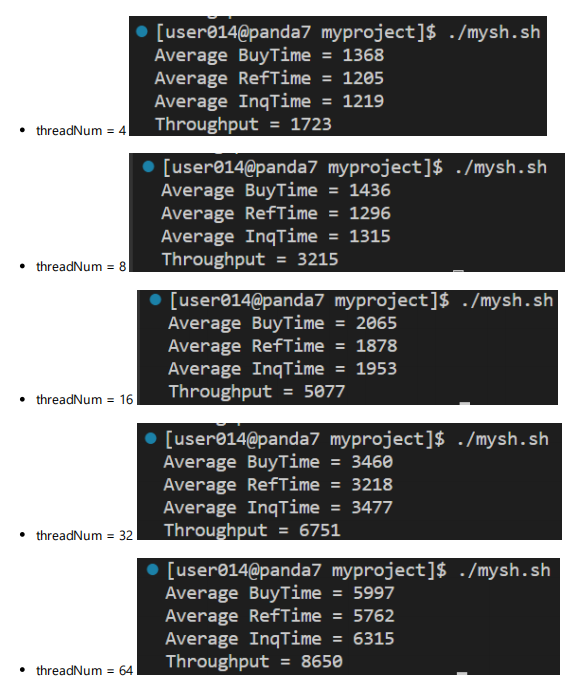 [user014@panda7 myproject]$ ./mysh.sh
Average BuyTime = 1368
Average RefTime = 1205
Average InqTime = 1219
• threadNum = 4 Throughput = 1723
[user014@panda7 myproject]$ ./mysh.sh
Average BuyTime = 1436
Average RefTime = 1296
Average InqTime = 1315
• threadNum = 8 Throughput = 3215
[user014@panda7 myproject]$ ./mysh.sh
Average BuyTime = 2065
Average RefTime = 1878
Average InqTime = 1953
• threadNum = 16 Throughput = 5077
[user014@panda7 myproject]$ ./mysh.sh
Average BuyTime = 3460
Average RefTime = 3218
Average InqTime = 3477
• threadNum = 32 Throughput = 6751
[user014@panda7 myproject]$ ./mysh.sh
Average BuyTime = 5997
Average RefTime = 5762
Average InqTime = 6315
• threadNum = 64 Throughput = 8650